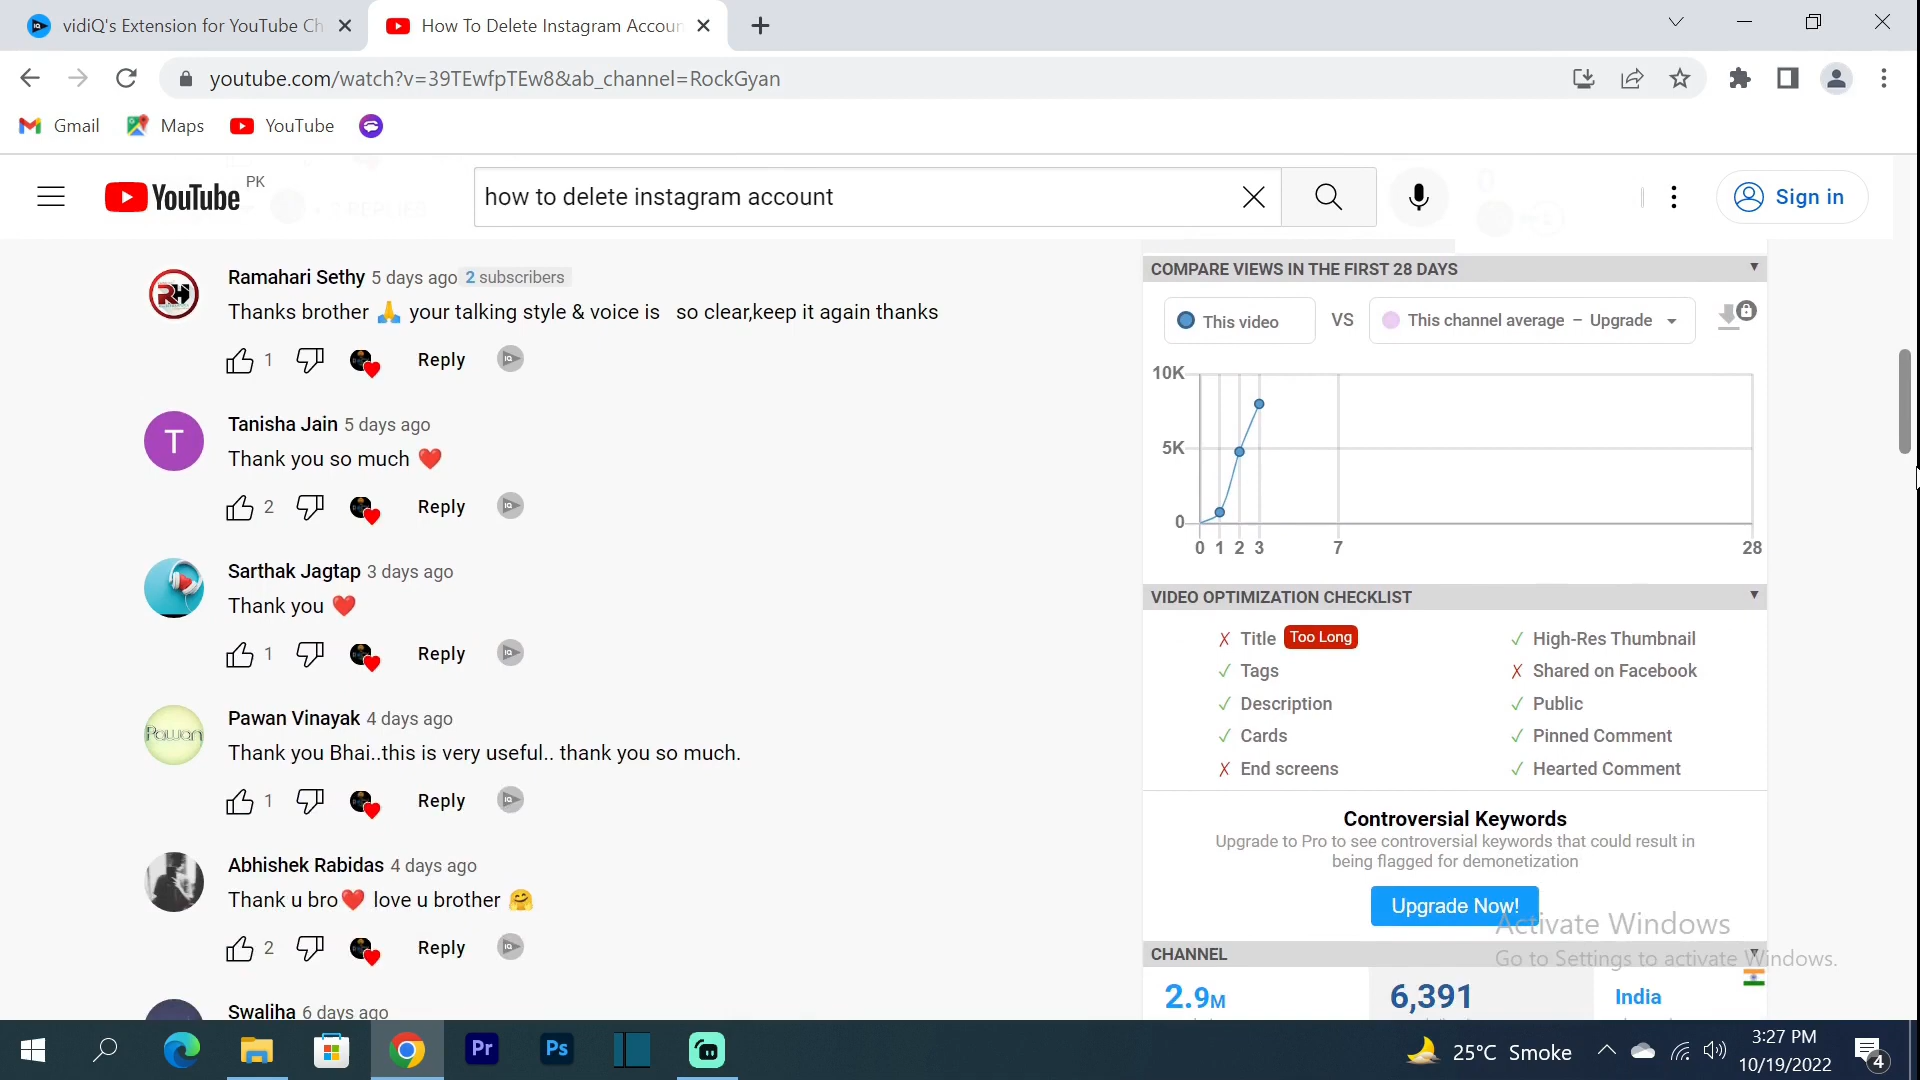 vidiQ's Extension for YouTube Ch
How To Delete Instagram Accoun
youtube.com/watch?v=39TEwfpTEw8&ab_channel=RockGyan
Gmail
Maps
YouTube
YouTube PK
how to delete instagram account
Sign in
3 REPLIES
Ramahari Sethy 5 days ago 2 subscribers
Thanks brother 🙏 your talking style & voice is so clear,keep it again thanks
1 Reply
Tanisha Jain 5 days ago
Thank you so much ❤️
2 Reply
Sarthak Jagtap 3 days ago
Thank you ❤️
1 Reply
Pawan
Pawan Vinayak 4 days ago
Thank you Bhai..this is very useful.. thank you so much.
1 Reply
Abhishek Rabidas 4 days ago
Thank u bro❤️ love u brother 🤗
2 Reply
Swaliha 6 days ago
T
COMPARE VIEWS IN THE FIRST 28 DAYS
This video VS This channel average – Upgrade
10K
5K
0
0 1 2 3 7 28
VIDEO OPTIMIZATION CHECKLIST
✗ Title Too Long
✓ Tags
✓ Description
✓ Cards
✗ End screens
✓ High-Res Thumbnail
✗ Shared on Facebook
✓ Public
✓ Pinned Comment
✓ Hearted Comment
Controversial Keywords
Upgrade to Pro to see controversial keywords that could result in
being flagged for demonetization
Upgrade Now!
Activate Windows
Go to Settings to activate Windows.
CHANNEL
2.9M 6,391 India
Pr
Ps
25°C Smoke
3:27 PM
10/19/2022
4